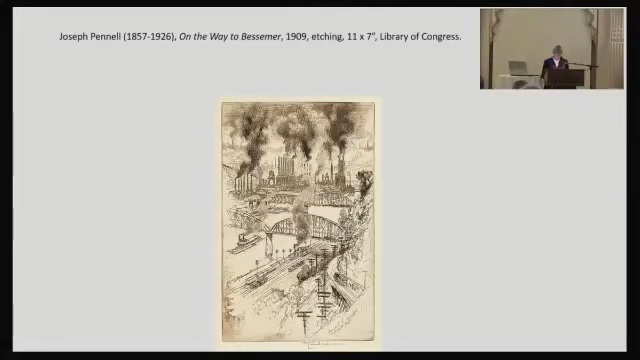 Joseph Pennell (1857-1926), On the Way to Bessemer, 1909, etching, 11 x 7", Library of Congress.